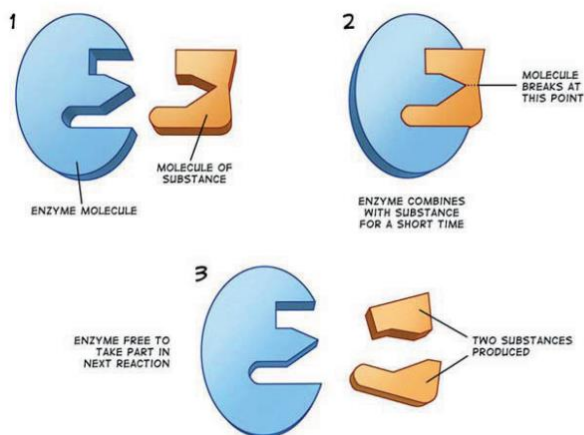 1
ENZYME MOLECULE
MOLECULE OF
SUBSTANCE
2
MOLECULE
BREAKS AT
THIS POINT
ENZYME COMBINES
WITH SUBSTANCE
FOR A SHORT TIME
3
ENZYME FREE TO
TAKE PART IN
NEXT REACTION
TWO SUBSTANCES
PRODUCED